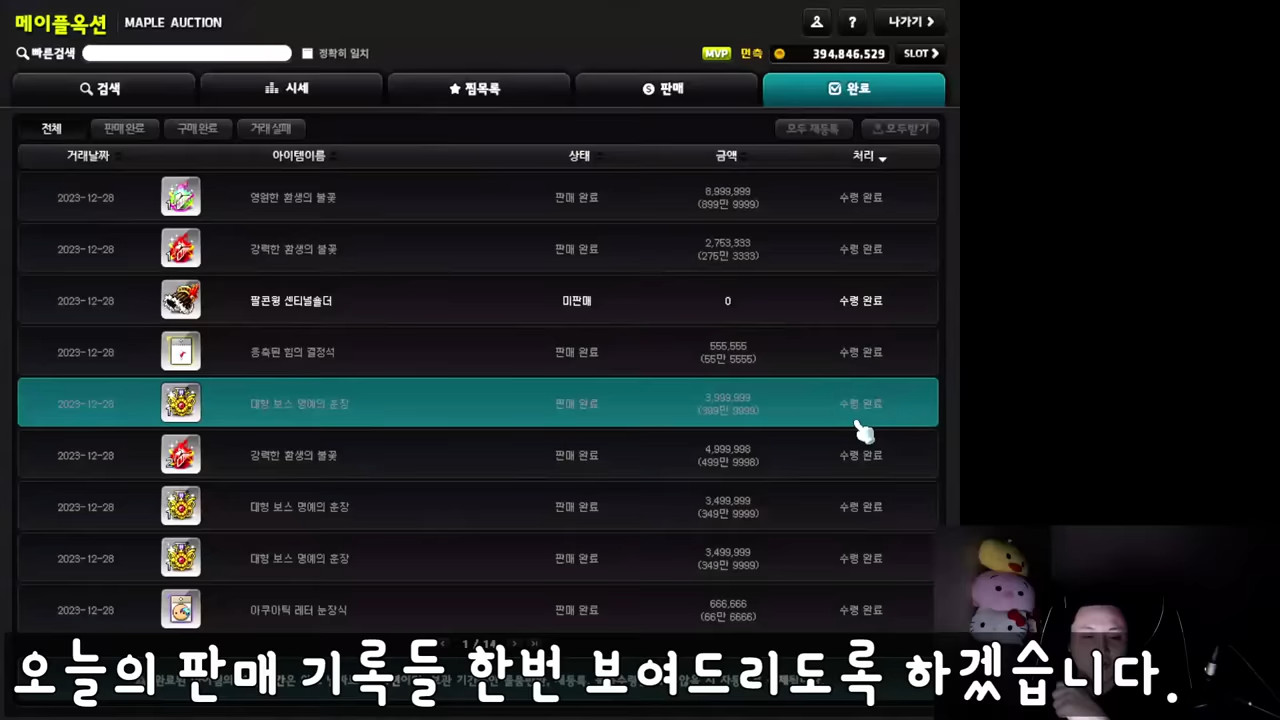 메이플옥션 MAPLE AUCTION
? 나가기
빠른검색 정확히 일치 MVP 면측 394,846,529 SLOT
검색 시세 찜목록 판매 완료
전체 판매 완료 구매 완료 거래 실패 모두 재등록 모두받기
거래날짜 아이템이름 상태 금액 처리
2023-12-28 영원한 환생의 불꽃 판매 완료 8,999,999 (899만 9999) 수령 완료
2023-12-28 강력한 환생의 불꽃 판매 완료 2,753,333 (275만 3333) 수령 완료
2023-12-28 팔콘윙 센티넬숄더 미판매 0 수령 완료
2023-12-28 응축된 힘의 결정석 판매 완료 555,555 (55만 5555) 수령 완료
2023-12-28 대형 보스 명예의 훈장 판매 완료 3,999,999 (399만 9999) 수령 완료
2023-12-28 강력한 환생의 불꽃 판매 완료 4,999,998 (499만 9998) 수령 완료
2023-12-28 대형 보스 명예의 훈장 판매 완료 3,499,999 (349만 9999) 수령 완료
2023-12-28 대형 보스 명예의 훈장 판매 완료 3,499,999 (349만 9999) 수령 완료
2023-12-28 아쿠아틱 레터 눈장식 판매 완료 666,666 (66만 6666) 수령 완료
1 / 14
오늘의 판매 기록들 한번 보여드리도록 하겠습니다.